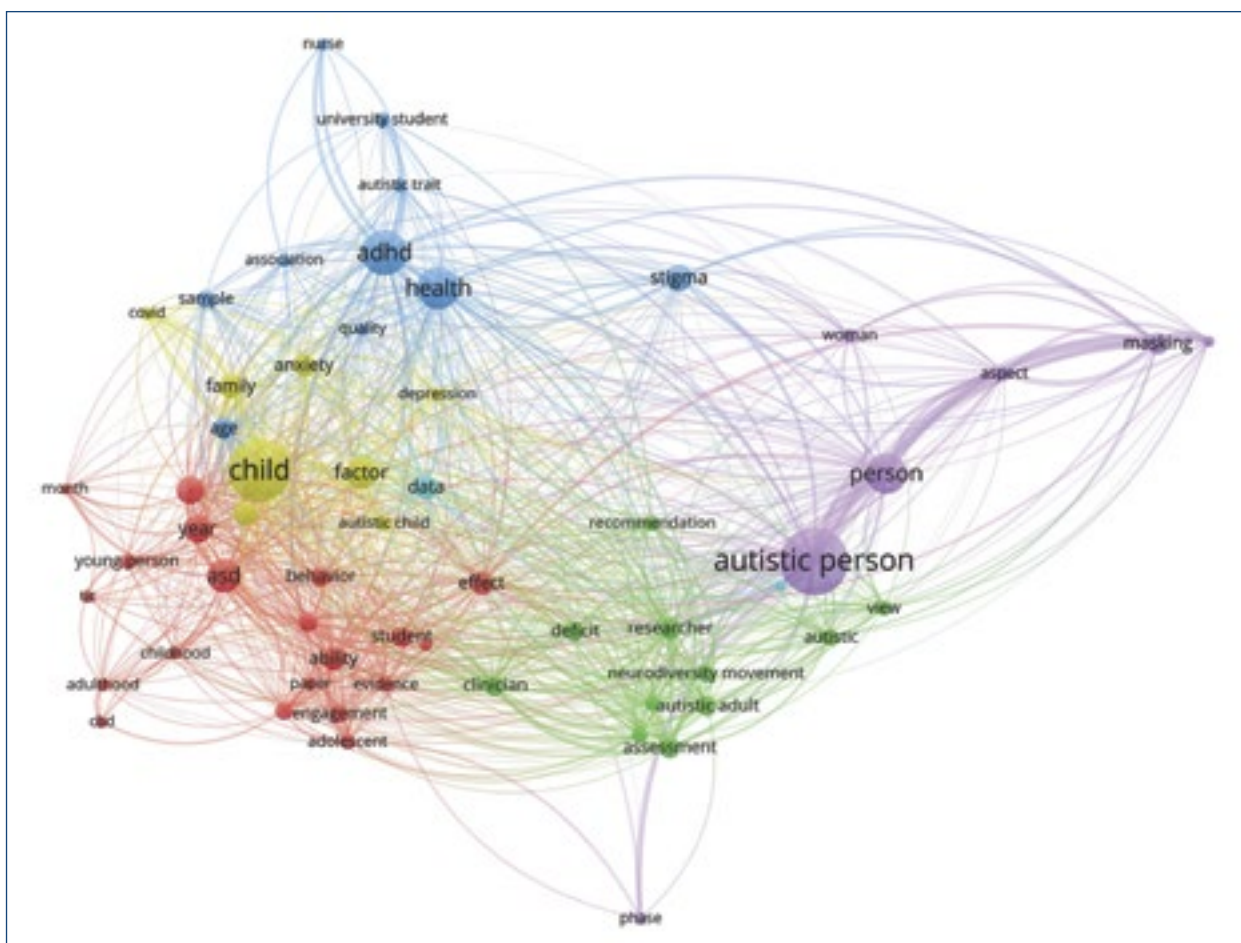 nurse
university student
autistic trait
adhd
association
health
stigma
sample
covid
quality
woman
masking
anxiety
aspect
family
depression
age
child
factor
person
data
month
autistic child
recommendation
year
autistic person
young person
asd
behavior
effect
tic
view
deficit
researcher
autistic
student
childhood
ability
neurodiversity movement
adulthood
paper
evidence
clinician
autistic adult
engagement
adolescent
assessment
phase